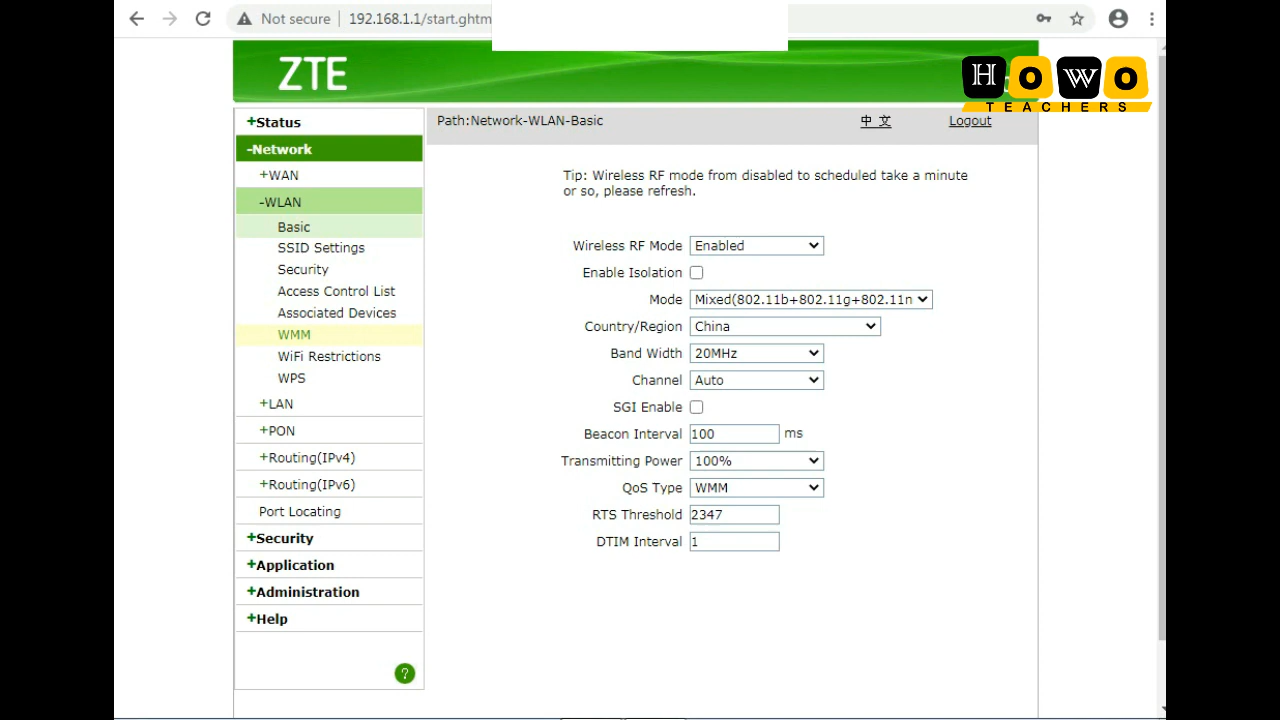 Not secure
192.168.1.1/start.ghtm
HOWO
TEACHERS
ZTE
+Status
-Network
+WAN
-WLAN
Basic
SSID Settings
Security
Access Control List
Associated Devices
WMM
WiFi Restrictions
WPS
+LAN
+PON
+Routing(IPv4)
+Routing(IPv6)
Port Locating
+Security
+Application
+Administration
+Help
?
Path:Network-WLAN-Basic
中文
Logout
Tip: Wireless RF mode from disabled to scheduled take a minute
or so, please refresh.
Wireless RF Mode Enabled
Enable Isolation
Mode Mixed(802.11b+802.11g+802.11n
Country/Region China
Band Width 20MHz
Channel Auto
SGI Enable
Beacon Interval 100 ms
Transmitting Power 100%
QoS Type WMM
RTS Threshold 2347
DTIM Interval 1